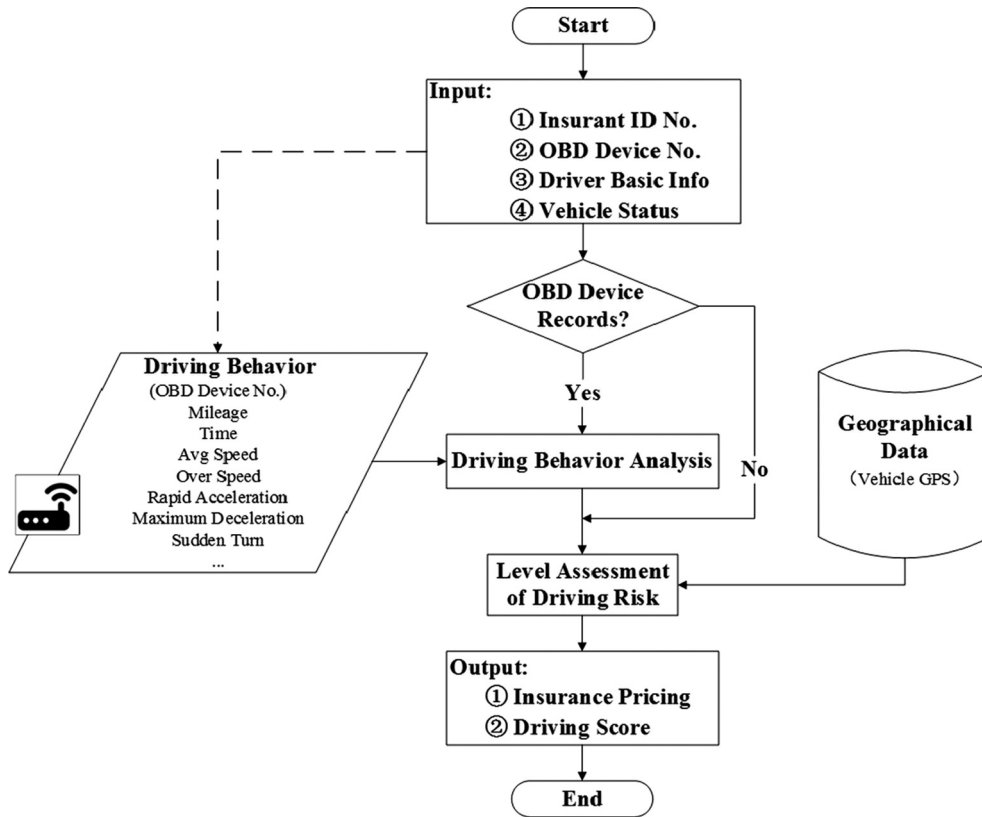 Start
Input:
① Insurant ID No.
② OBD Device No.
③ Driver Basic Info
④ Vehicle Status
OBD Device
Records?
Yes
No
Driving Behavior
(OBD Device No.)
Mileage
Time
Avg Speed
Over Speed
Rapid Acceleration
Maximum Deceleration
Sudden Turn
...
Driving Behavior Analysis
Geographical
Data
（Vehicle GPS）
Level Assessment
of Driving Risk
Output:
① Insurance Pricing
② Driving Score
End